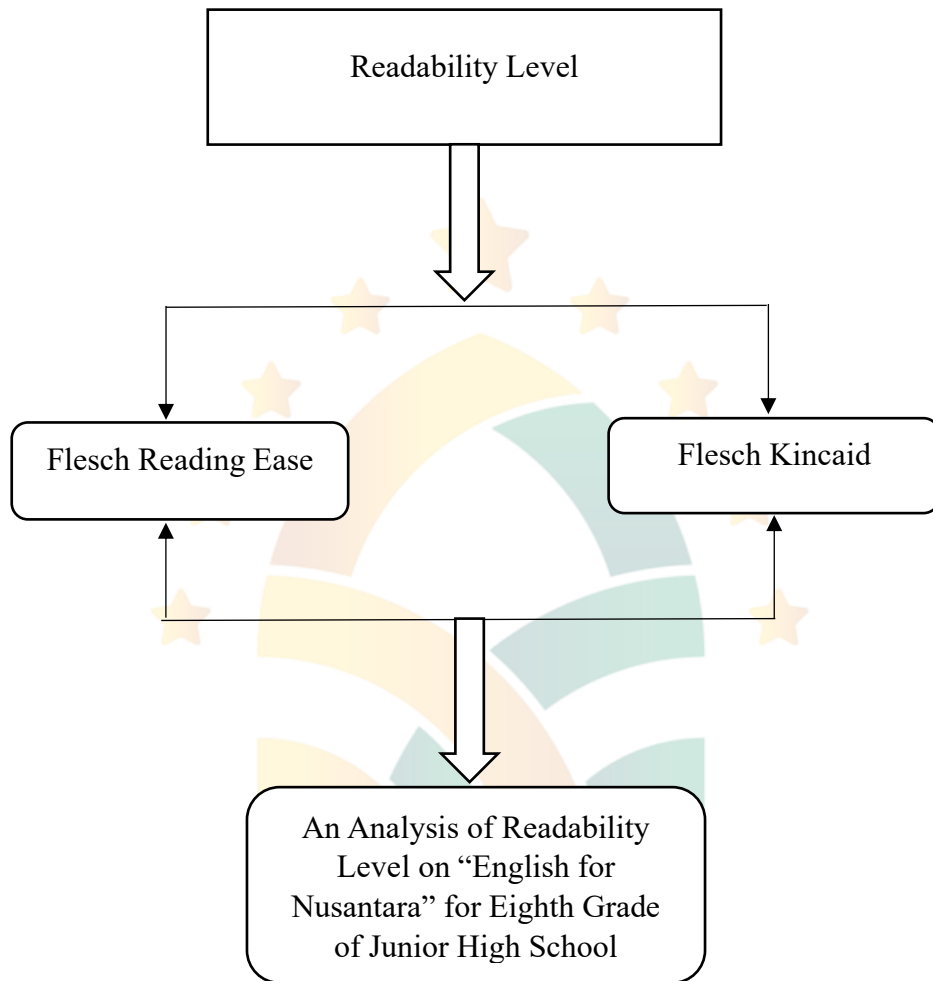 Readability Level
Flesch Reading Ease
Flesch Kincaid
An Analysis of Readability
Level on “English for
Nusantara” for Eighth Grade
of Junior High School